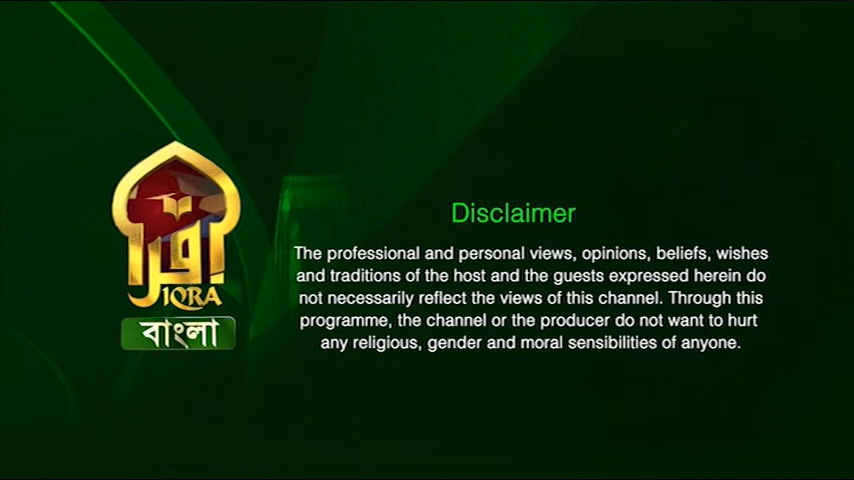 اقرأ
IQRA
বাংলা
Disclaimer
The professional and personal views, opinions, beliefs, wishes
and traditions of the host and the guests expressed herein do
not necessarily reflect the views of this channel. Through this
programme, the channel or the producer do not want to hurt
any religious, gender and moral sensibilities of anyone.